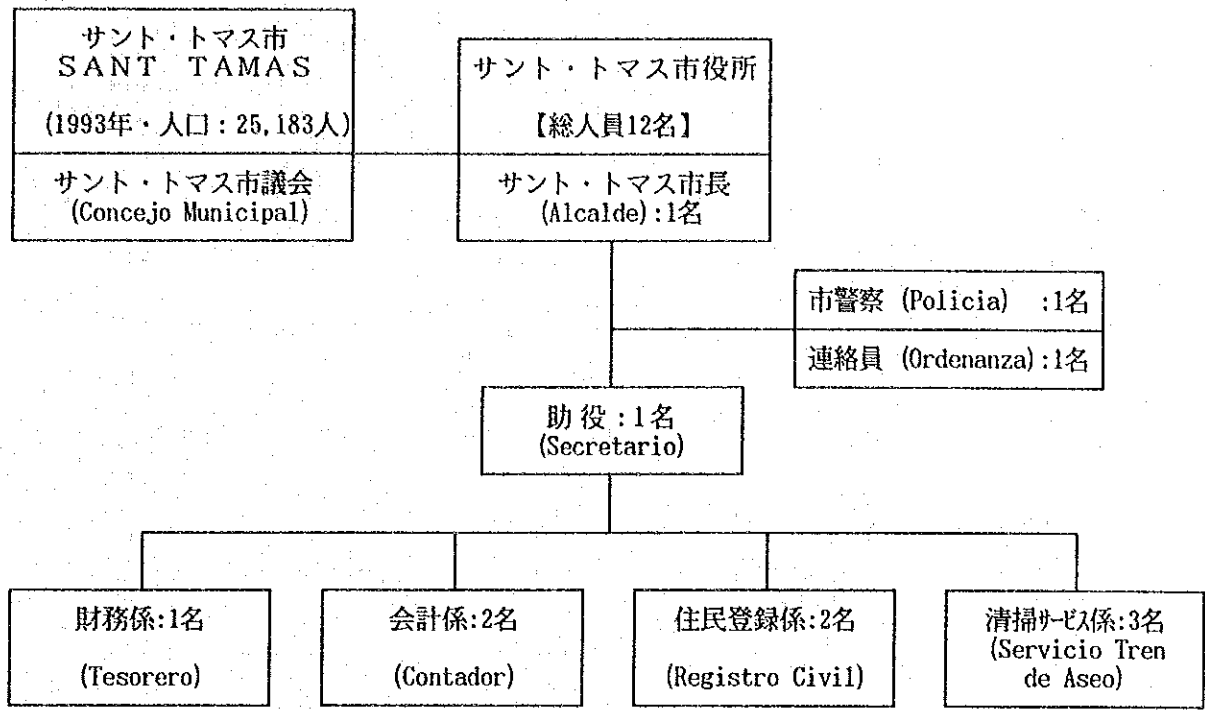 サント・トマス市
SANT TAMAS
(1993年・人口:25,183人)
サント・トマス市議会
(Concejo Municipal)
サント・トマス市役所
【総人員12名】
サント・トマス市長
(Alcalde):1名
市警察 (Policia) :1名
連絡員 (Ordenanza):1名
助役:1名
(Secretario)
財務係:1名
(Tesorero)
会計係:2名
(Contador)
住民登録係:2名
(Registro Civil)
清掃サービス係:3名
(Servicio Tren
de Aseo)